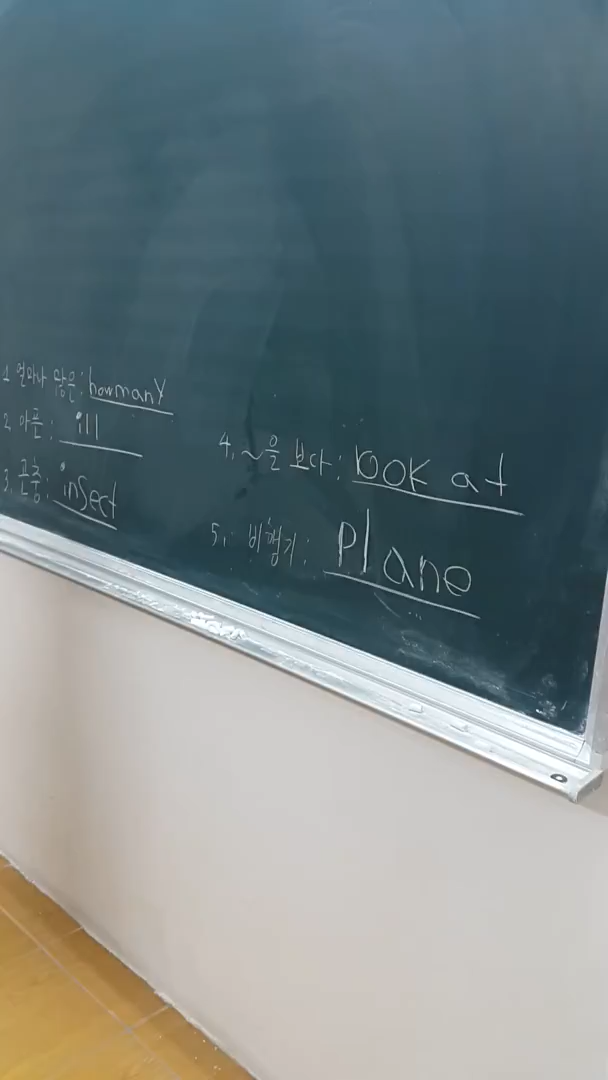 1. 얼마나 많은: howmany
2. 아픈: ill
3. 곤충: insect
4. ~을 보다: look at
5. 비행기: plane